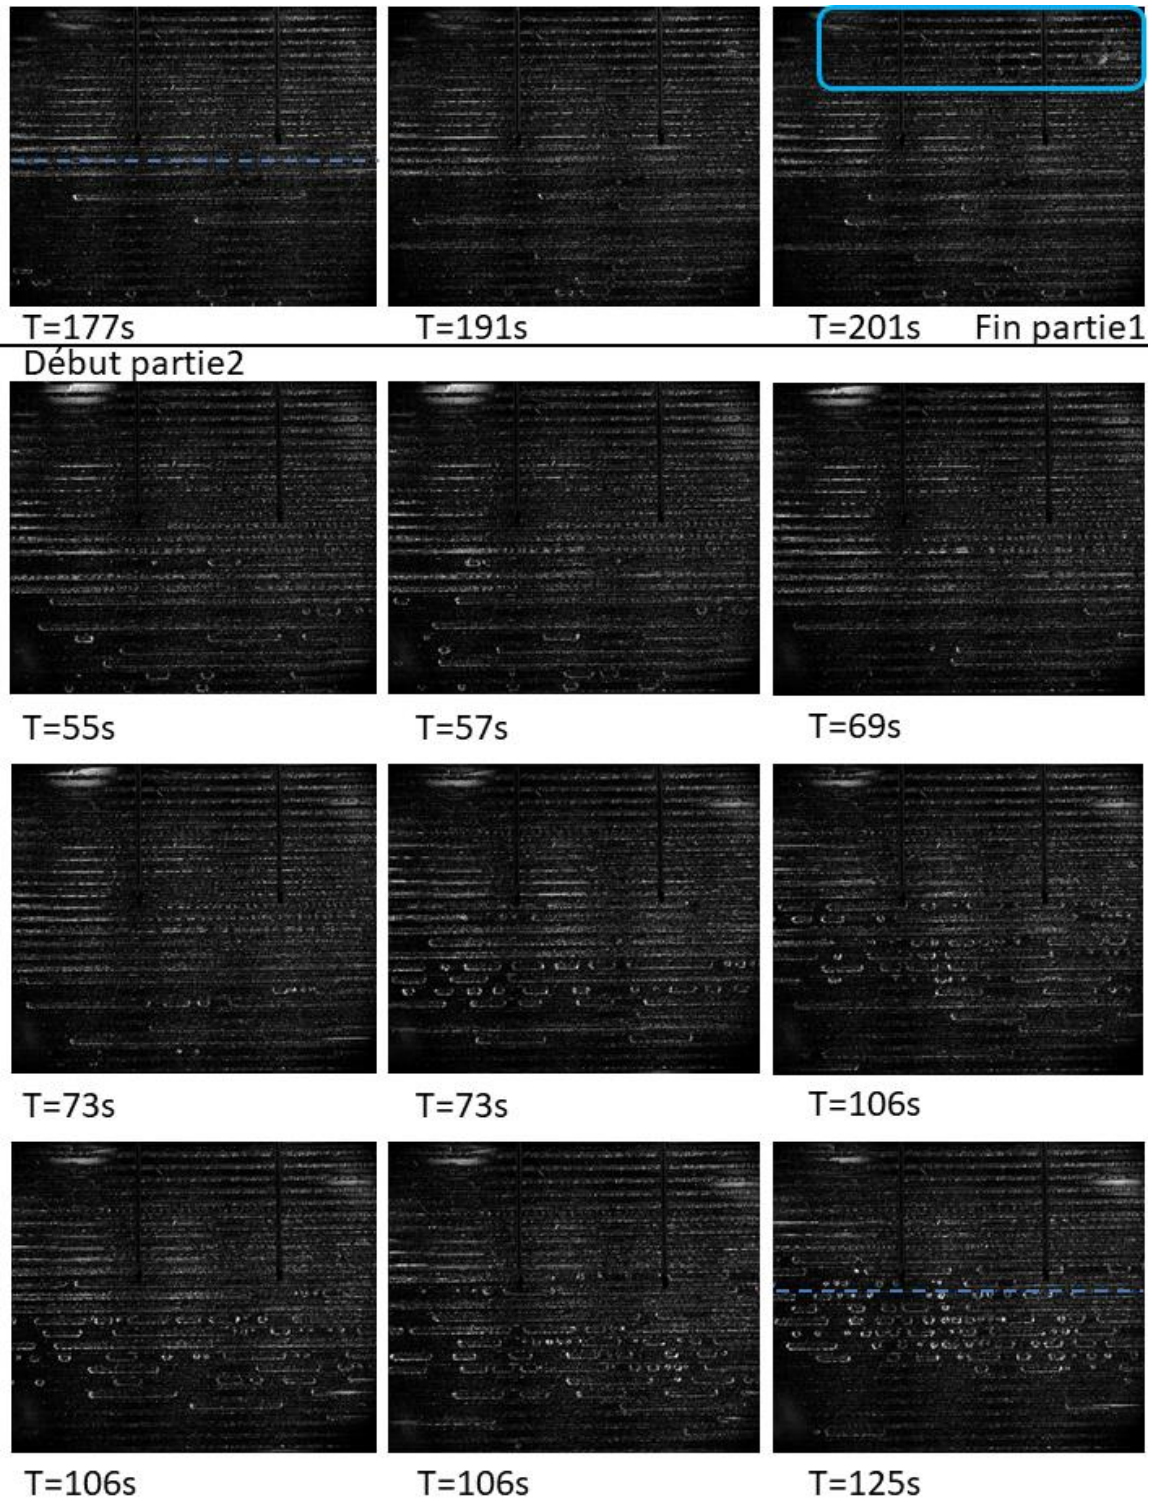 T=177s T=191s T=201s Fin partie1
Début partie2
T=55s T=57s T=69s
T=73s T=73s T=106s
T=106s T=106s T=125s